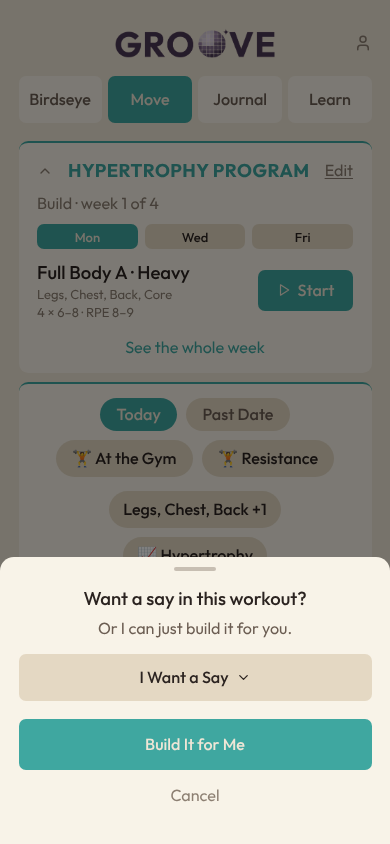 GROOVE
Birdseye Move Journal Learn
HYPERTROPHY PROGRAM Edit
Build · week 1 of 4
Mon Wed Fri
Full Body A · Heavy
Legs, Chest, Back, Core
4 × 6–8 · RPE 8–9
Start
See the whole week
Today Past Date
At the Gym Resistance
Legs, Chest, Back +1
Hypertrophy
Want a say in this workout?
Or I can just build it for you.
I Want a Say
Build It for Me
Cancel